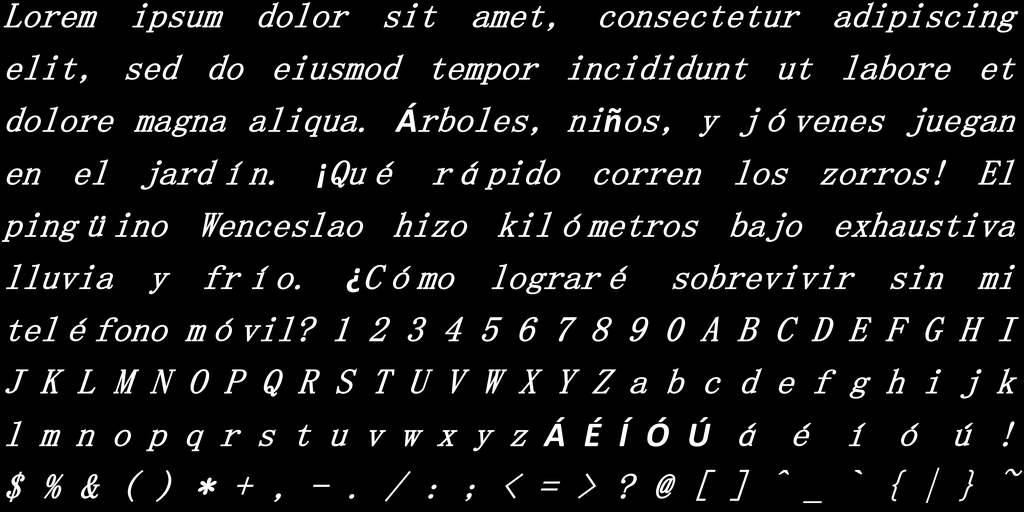 Lorem ipsum dolor sit amet, consectetur adipiscing
elit, sed do eiusmod tempor incididunt ut labore et
dolore magna aliqua. Árboles, niños, y jóvenes juegan
en el jardín. ¡Qué rápido corren los zorros! El
pingüino Wenceslao hizo kilómetros bajo exhaustiva
lluvia y frío. ¿Cómo lograré sobrevivir sin mi
teléfono móvil? 1 2 3 4 5 6 7 8 9 0 A B C D E F G H I
J K L M N O P Q R S T U V W X Y Z a b c d e f g h i j k
l m n o p q r s t u v w x y z Á É Í Ó Ú á é í ó ú !
$ % & ( ) * + , - . / : ; < = > ? @ [ ] ^ _ ` { | } ~